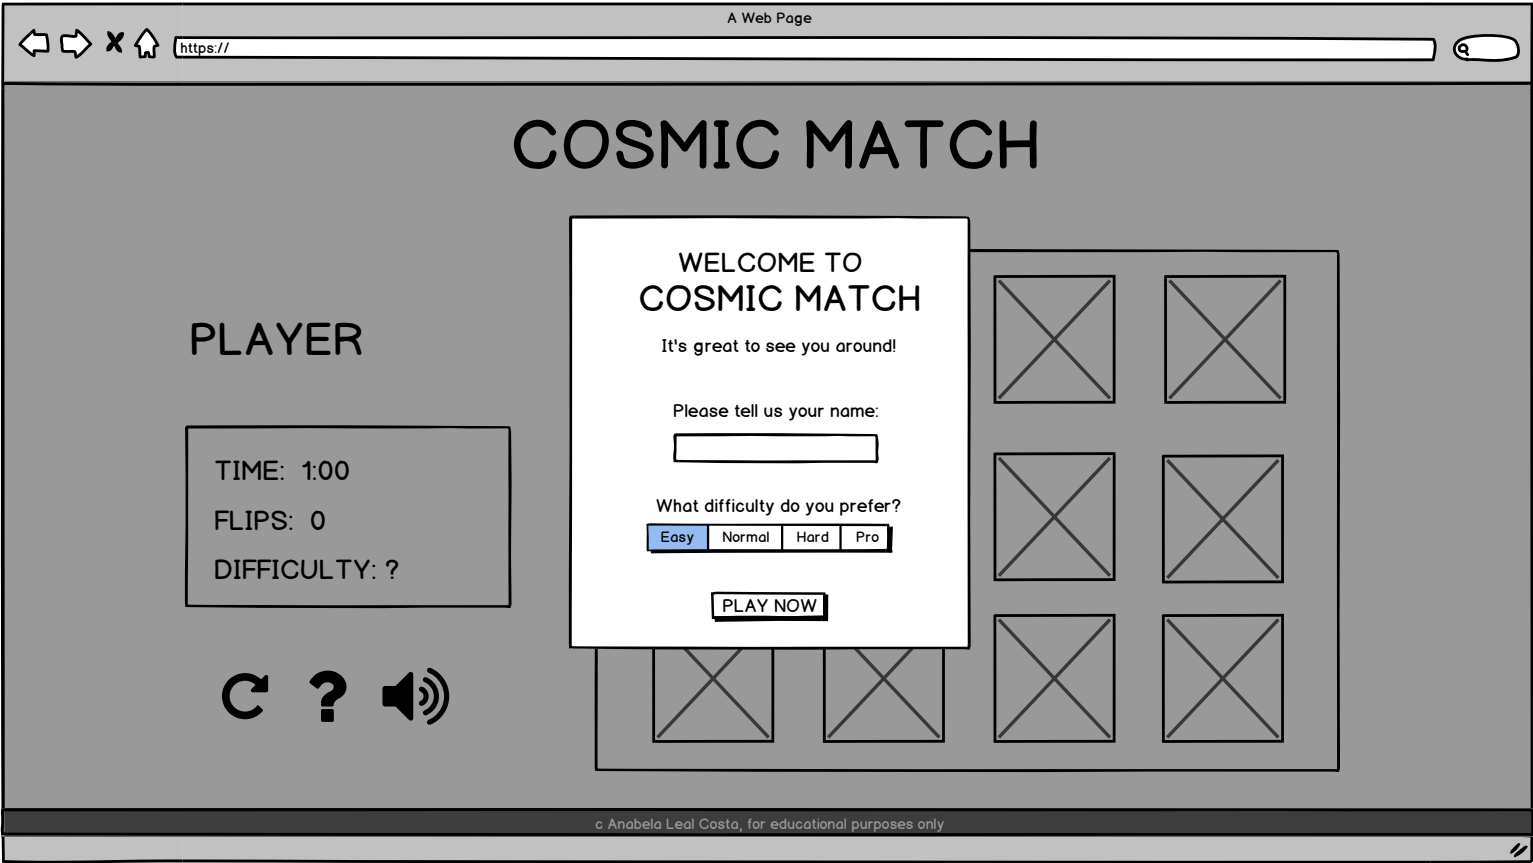 A Web Page
https://
COSMIC MATCH
WELCOME TO
COSMIC MATCH
It's great to see you around!
Please tell us your name:
What difficulty do you prefer?
Easy Normal Hard Pro
PLAY NOW
PLAYER
TIME: 1:00
FLIPS: 0
DIFFICULTY: ?
c Anabela Leal Costa, for educational purposes only